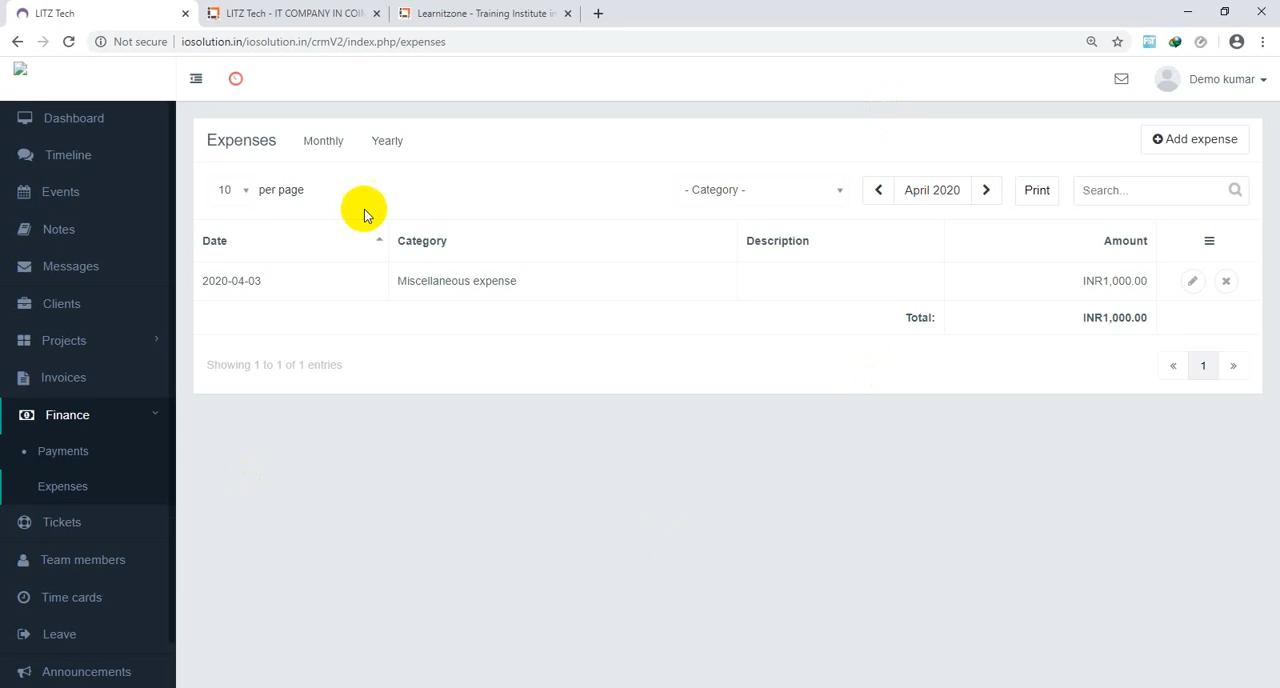 LITZ Tech
LITZ Tech - IT COMPANY IN COI
Learnitzone - Training Institute in
Not secure
iosolution.in/iosolution.in/crmV2/index.php/expenses
Demo kumar
Dashboard
Timeline
Events
Notes
Messages
Clients
Projects
Invoices
Finance
Payments
Expenses
Tickets
Team members
Time cards
Leave
Announcements
Expenses Monthly Yearly
Add expense
10 per page
- Category -
April 2020
Print
Search...
Date Category Description Amount
2020-04-03 Miscellaneous expense INR1,000.00
Total: INR1,000.00
Showing 1 to 1 of 1 entries
« 1 »